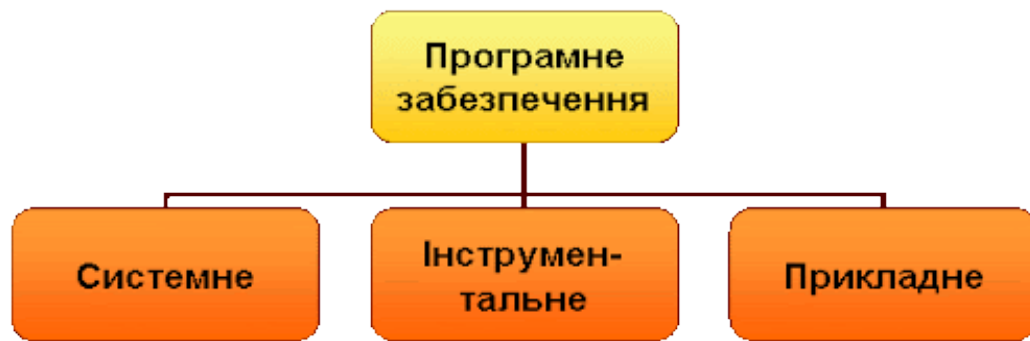 Програмне
забезпечення
Системне
Інструмен-
тальне
Прикладне